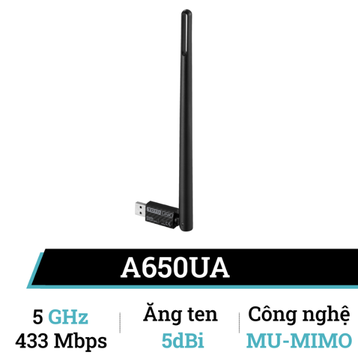 A650UA
5 GHz
433 Mbps
Ăng ten
5dBi
Công nghệ
MU-MIMO